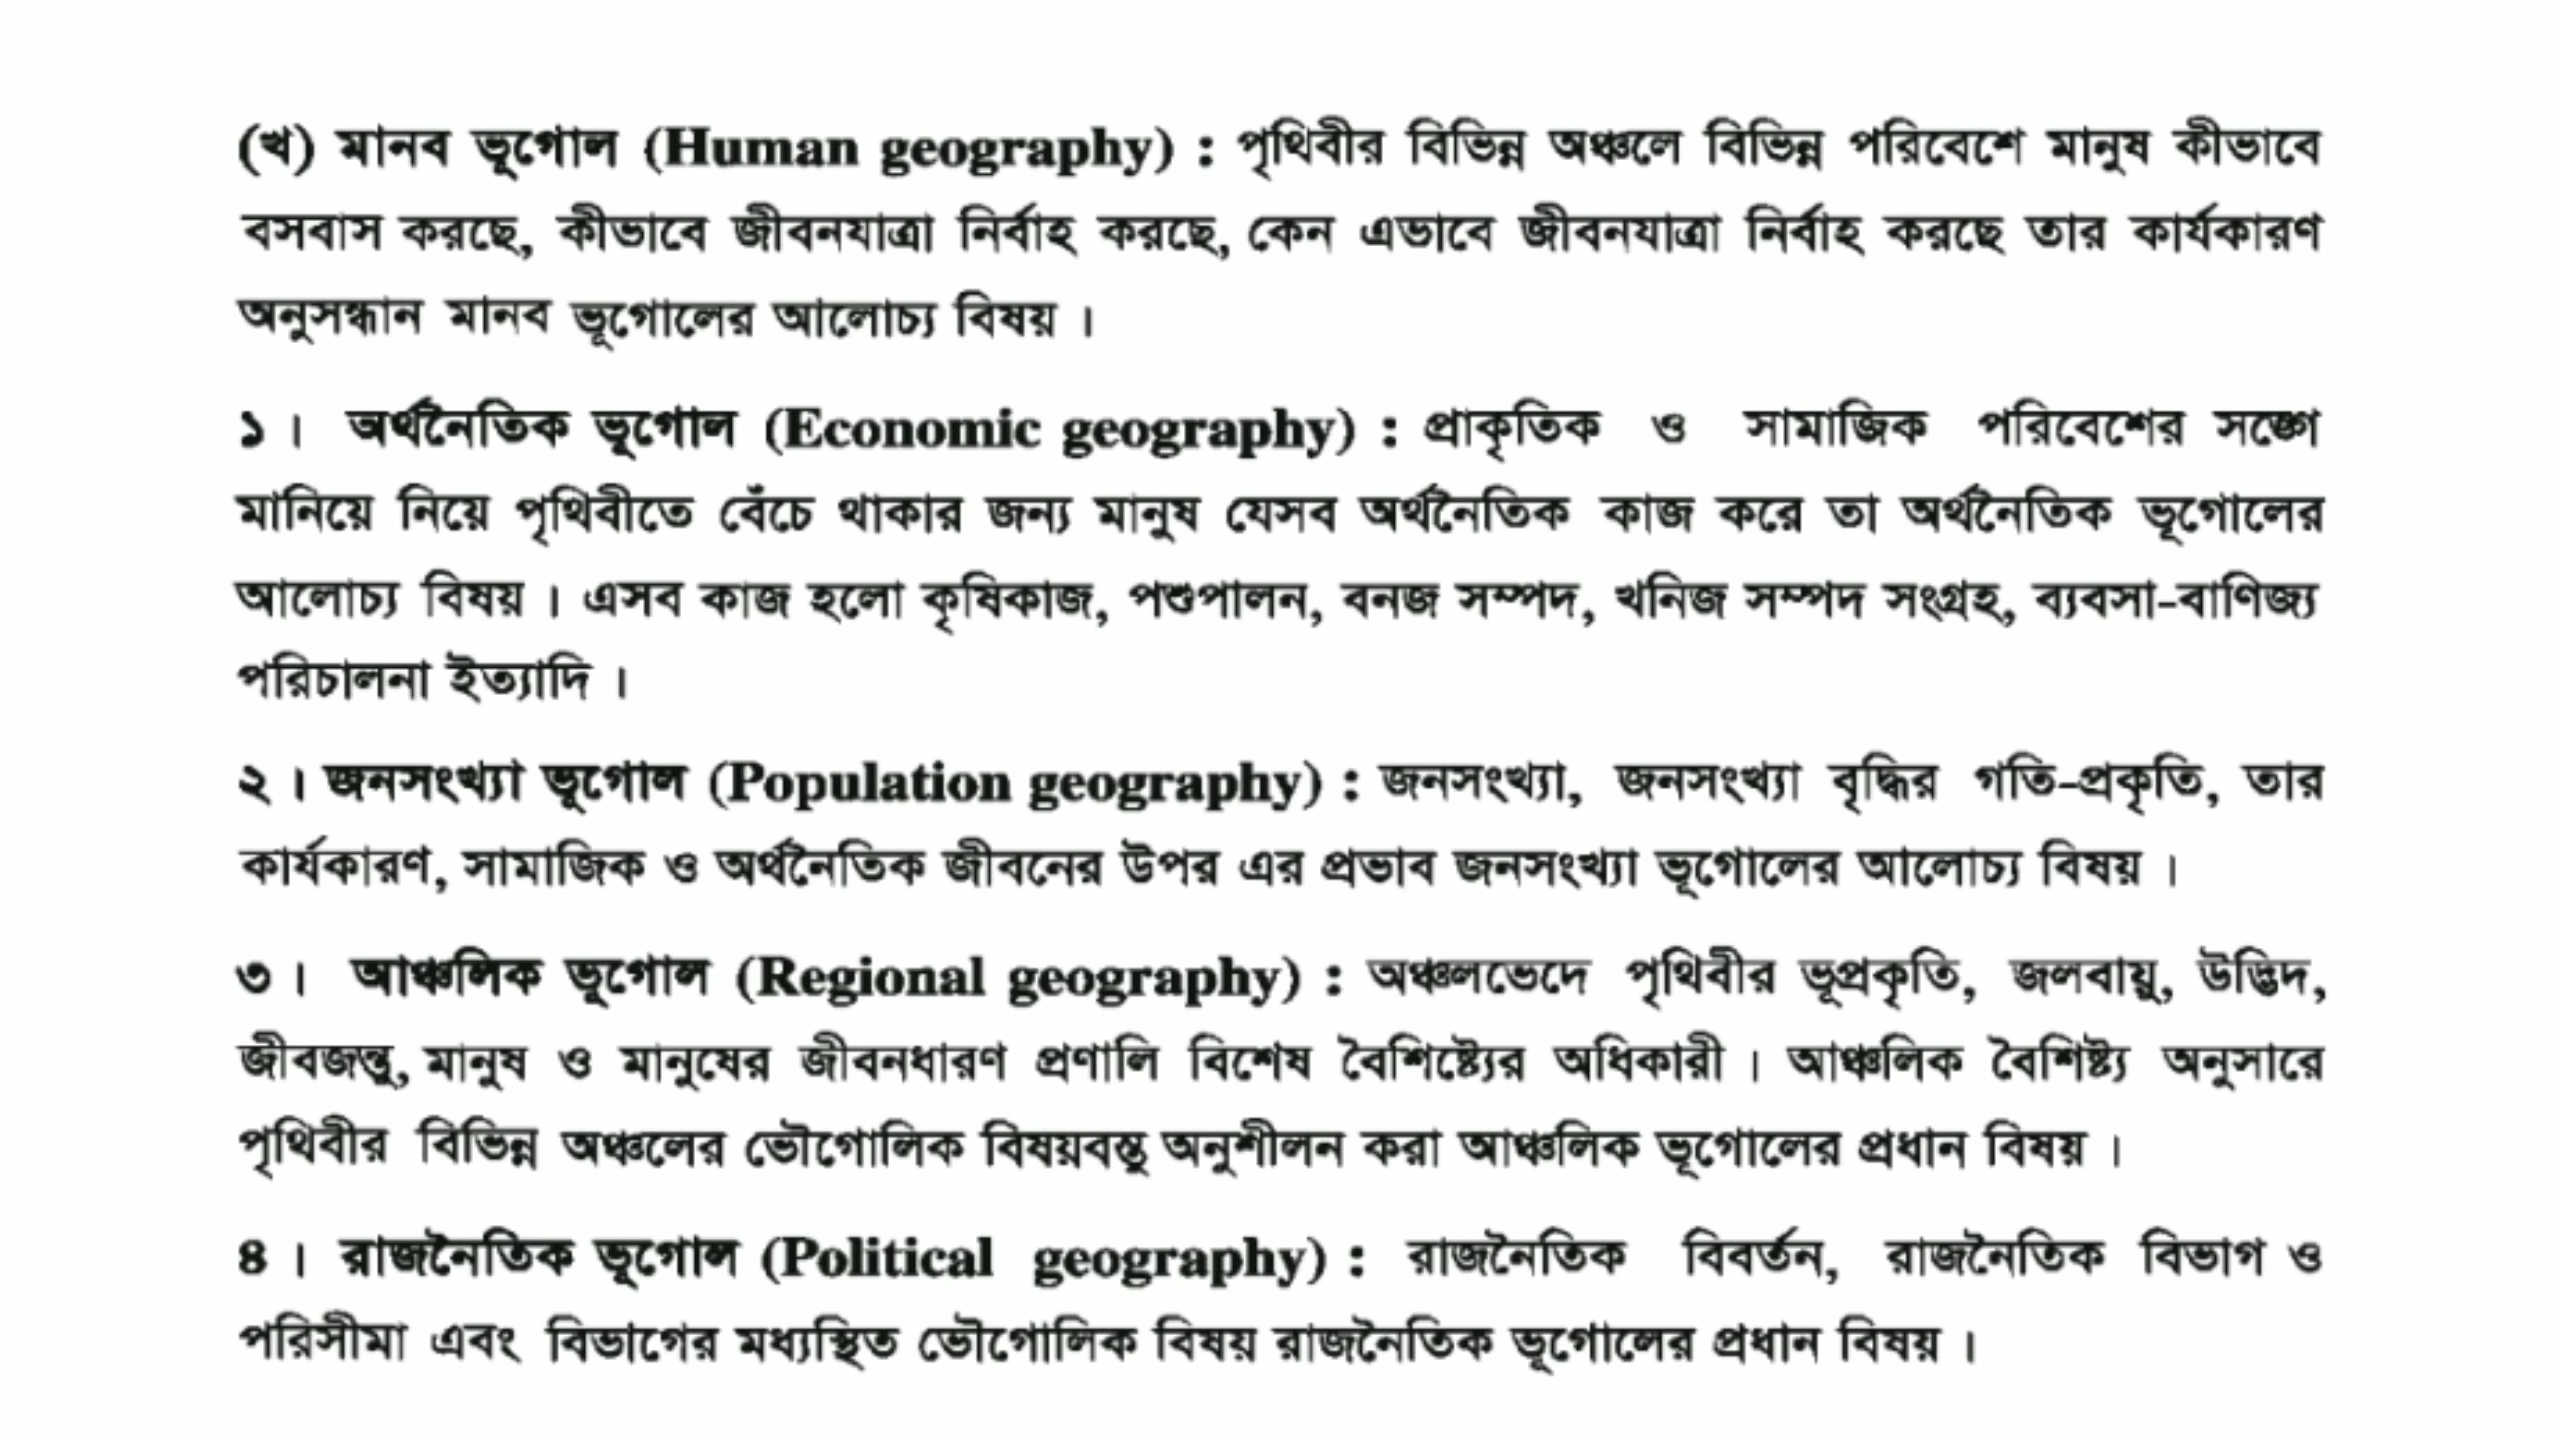 (খ) মানব ভূগোল (Human geography) : পৃথিবীর বিভিন্ন অঞ্চলে বিভিন্ন পরিবেশে মানুষ কীভাবে
বসবাস করছে, কীভাবে জীবনযাত্রা নির্বাহ করছে, কেন এভাবে জীবনযাত্রা নির্বাহ করছে তার কার্যকারণ
অনুসন্ধান মানব ভূগোলের আলোচ্য বিষয় ।
১ । অর্থনৈতিক ভূগোল (Economic geography) : প্রাকৃতিক ও সামাজিক পরিবেশের সঙ্গে
মানিয়ে নিয়ে পৃথিবীতে বেঁচে থাকার জন্য মানুষ যেসব অর্থনৈতিক কাজ করে তা অর্থনৈতিক ভূগোলের
আলোচ্য বিষয় । এসব কাজ হলো কৃষিকাজ, পশুপালন, বনজ সম্পদ, খনিজ সম্পদ সংগ্রহ, ব্যবসা-বাণিজ্য
পরিচালনা ইত্যাদি ।
২ । জনসংখ্যা ভূগোল (Population geography) : জনসংখ্যা, জনসংখ্যা বৃদ্ধির গতি-প্রকৃতি, তার
কার্যকারণ, সামাজিক ও অর্থনৈতিক জীবনের উপর এর প্রভাব জনসংখ্যা ভূগোলের আলোচ্য বিষয় ।
৩ । আঞ্চলিক ভূগোল (Regional geography) : অঞ্চলভেদে পৃথিবীর ভূপ্রকৃতি, জলবায়ু, উদ্ভিদ,
জীবজন্তু, মানুষ ও মানুষের জীবনধারণ প্রণালি বিশেষ বৈশিষ্ট্যের অধিকারী । আঞ্চলিক বৈশিষ্ট্য অনুসারে
পৃথিবীর বিভিন্ন অঞ্চলের ভৌগোলিক বিষয়বস্তু অনুশীলন করা আঞ্চলিক ভূগোলের প্রধান বিষয় ।
৪ । রাজনৈতিক ভূগোল (Political geography) : রাজনৈতিক বিবর্তন, রাজনৈতিক বিভাগ ও
পরিসীমা এবং বিভাগের মধ্যস্থিত ভৌগোলিক বিষয় রাজনৈতিক ভূগোলের প্রধান বিষয় ।